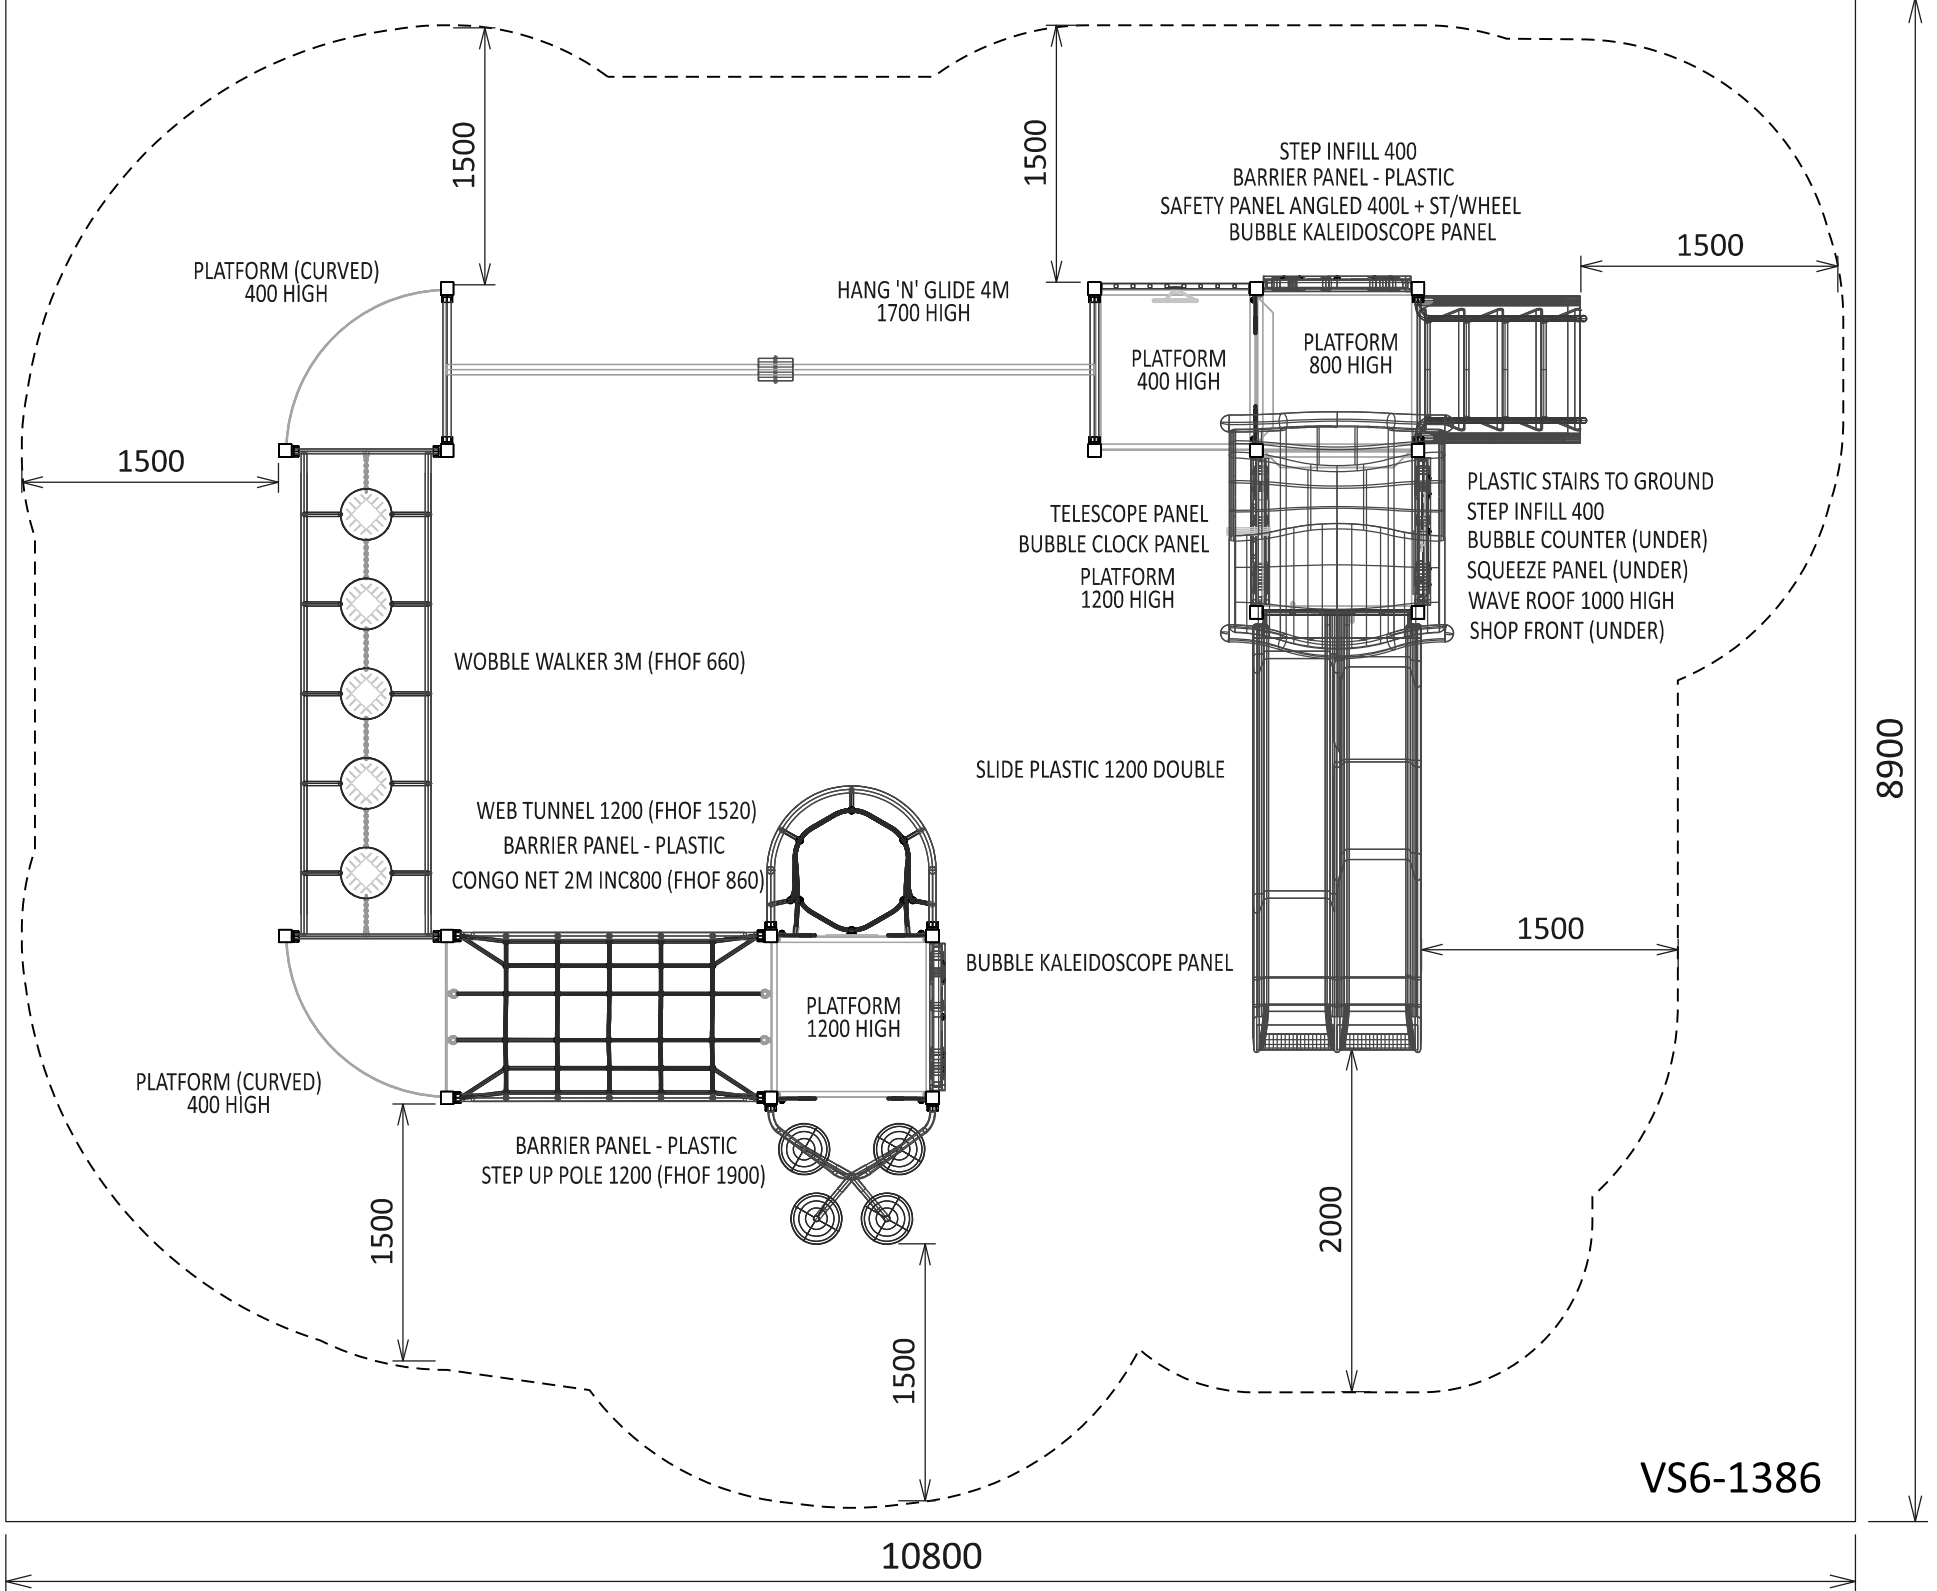 1500
1500
STEP INFILL 400
BARRIER PANEL - PLASTIC
SAFETY PANEL ANGLED 400L + ST/WHEEL
BUBBLE KALEIDOSCOPE PANEL
1500
PLATFORM (CURVED)
400 HIGH
HANG 'N' GLIDE 4M
1700 HIGH
PLATFORM
400 HIGH
PLATFORM
800 HIGH
1500
TELESCOPE PANEL
BUBBLE CLOCK PANEL
PLATFORM
1200 HIGH
PLASTIC STAIRS TO GROUND
STEP INFILL 400
BUBBLE COUNTER (UNDER)
SQUEEZE PANEL (UNDER)
WAVE ROOF 1000 HIGH
SHOP FRONT (UNDER)
WOBBLE WALKER 3M (FHOF 660)
8900
SLIDE PLASTIC 1200 DOUBLE
WEB TUNNEL 1200 (FHOF 1520)
BARRIER PANEL - PLASTIC
CONGO NET 2M INC800 (FHOF 860)
1500
BUBBLE KALEIDOSCOPE PANEL
PLATFORM
1200 HIGH
PLATFORM (CURVED)
400 HIGH
BARRIER PANEL - PLASTIC
STEP UP POLE 1200 (FHOF 1900)
1500
2000
1500
VS6-1386
10800